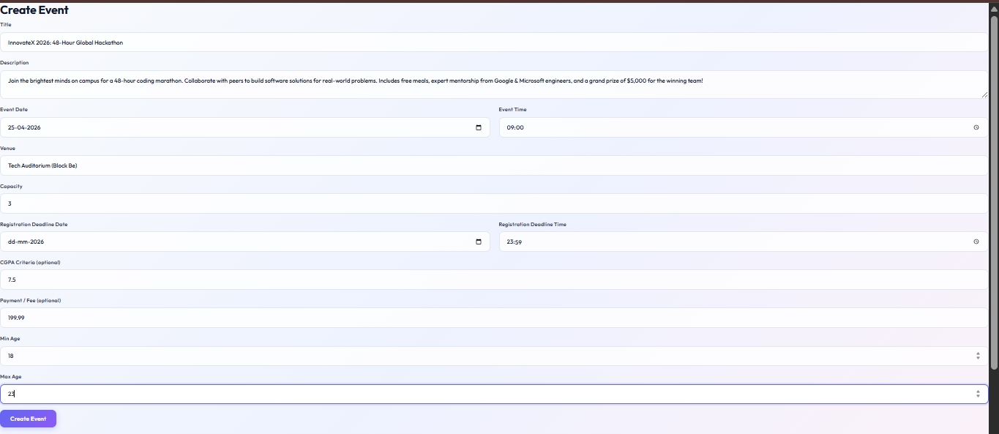 Create Event
Title
InnovateX 2026: 48-Hour Global Hackathon
Description
Join the brightest minds on campus for a 48-hour coding marathon. Collaborate with peers to build software solutions for real-world problems. Includes free meals, expert mentorship from Google & Microsoft engineers, and a grand prize of $5,000 for the winning team!
Event Date
Event Time
25-04-2026
09:00
Venue
Tech Auditorium (Block Be)
Capacity
3
Registration Deadline Date
Registration Deadline Time
dd-mm-2026
23:59
CGPA Criteria (optional)
7.5
Payment / Fee (optional)
199.99
Min Age
18
Max Age
23
Create Event